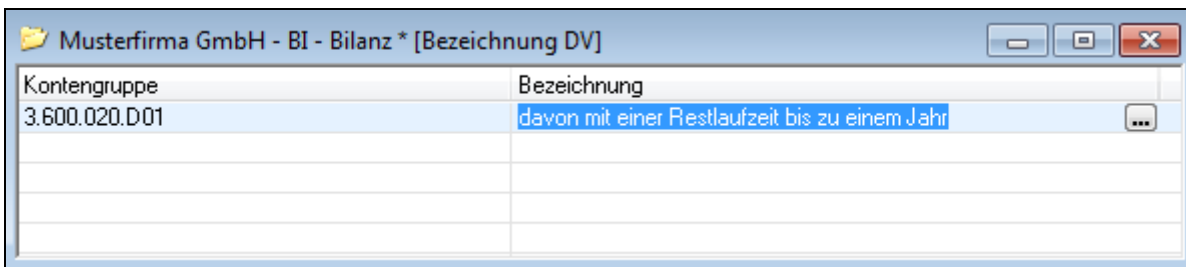 Musterfirma GmbH - BI - Bilanz * [Bezeichnung DV]
Kontengruppe Bezeichnung
3.600.020.D01 davon mit einer Restlaufzeit bis zu einem Jahr ...